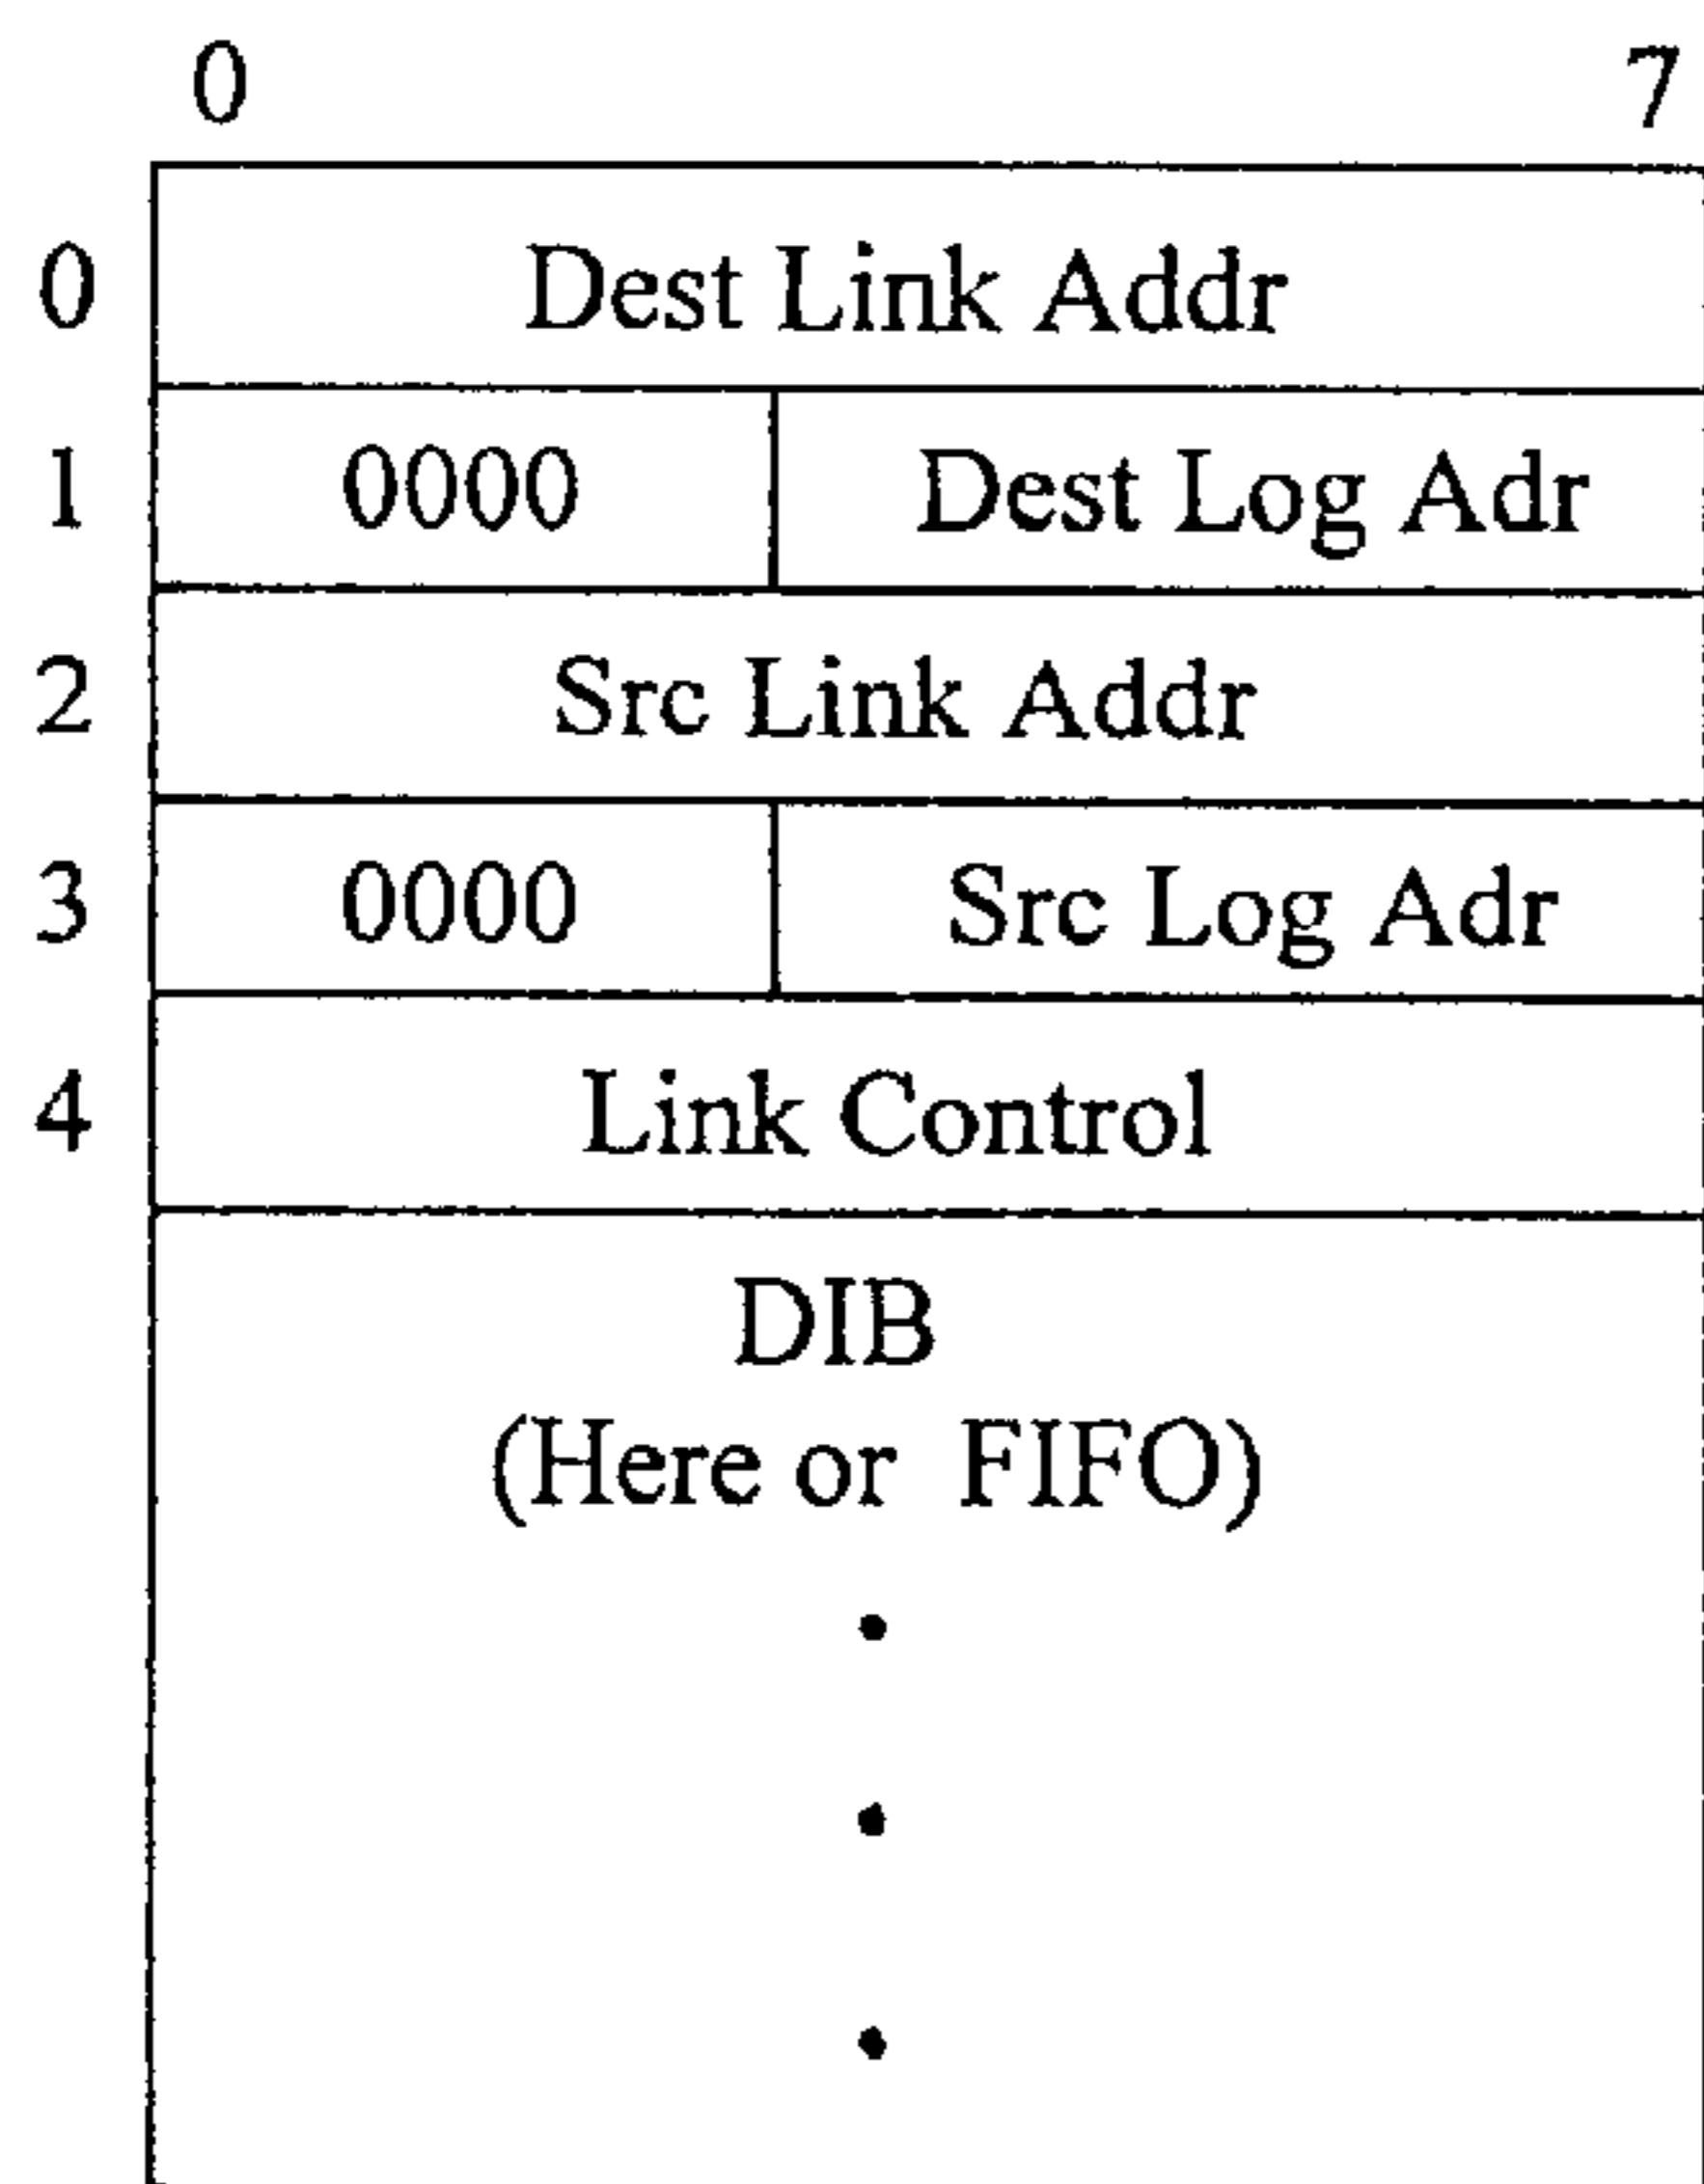 0 7
0 Dest Link Addr
1 0000 Dest Log Adr
2 Src Link Addr
3 0000 Src Log Adr
4 Link Control
DIB
(Here or FIFO)